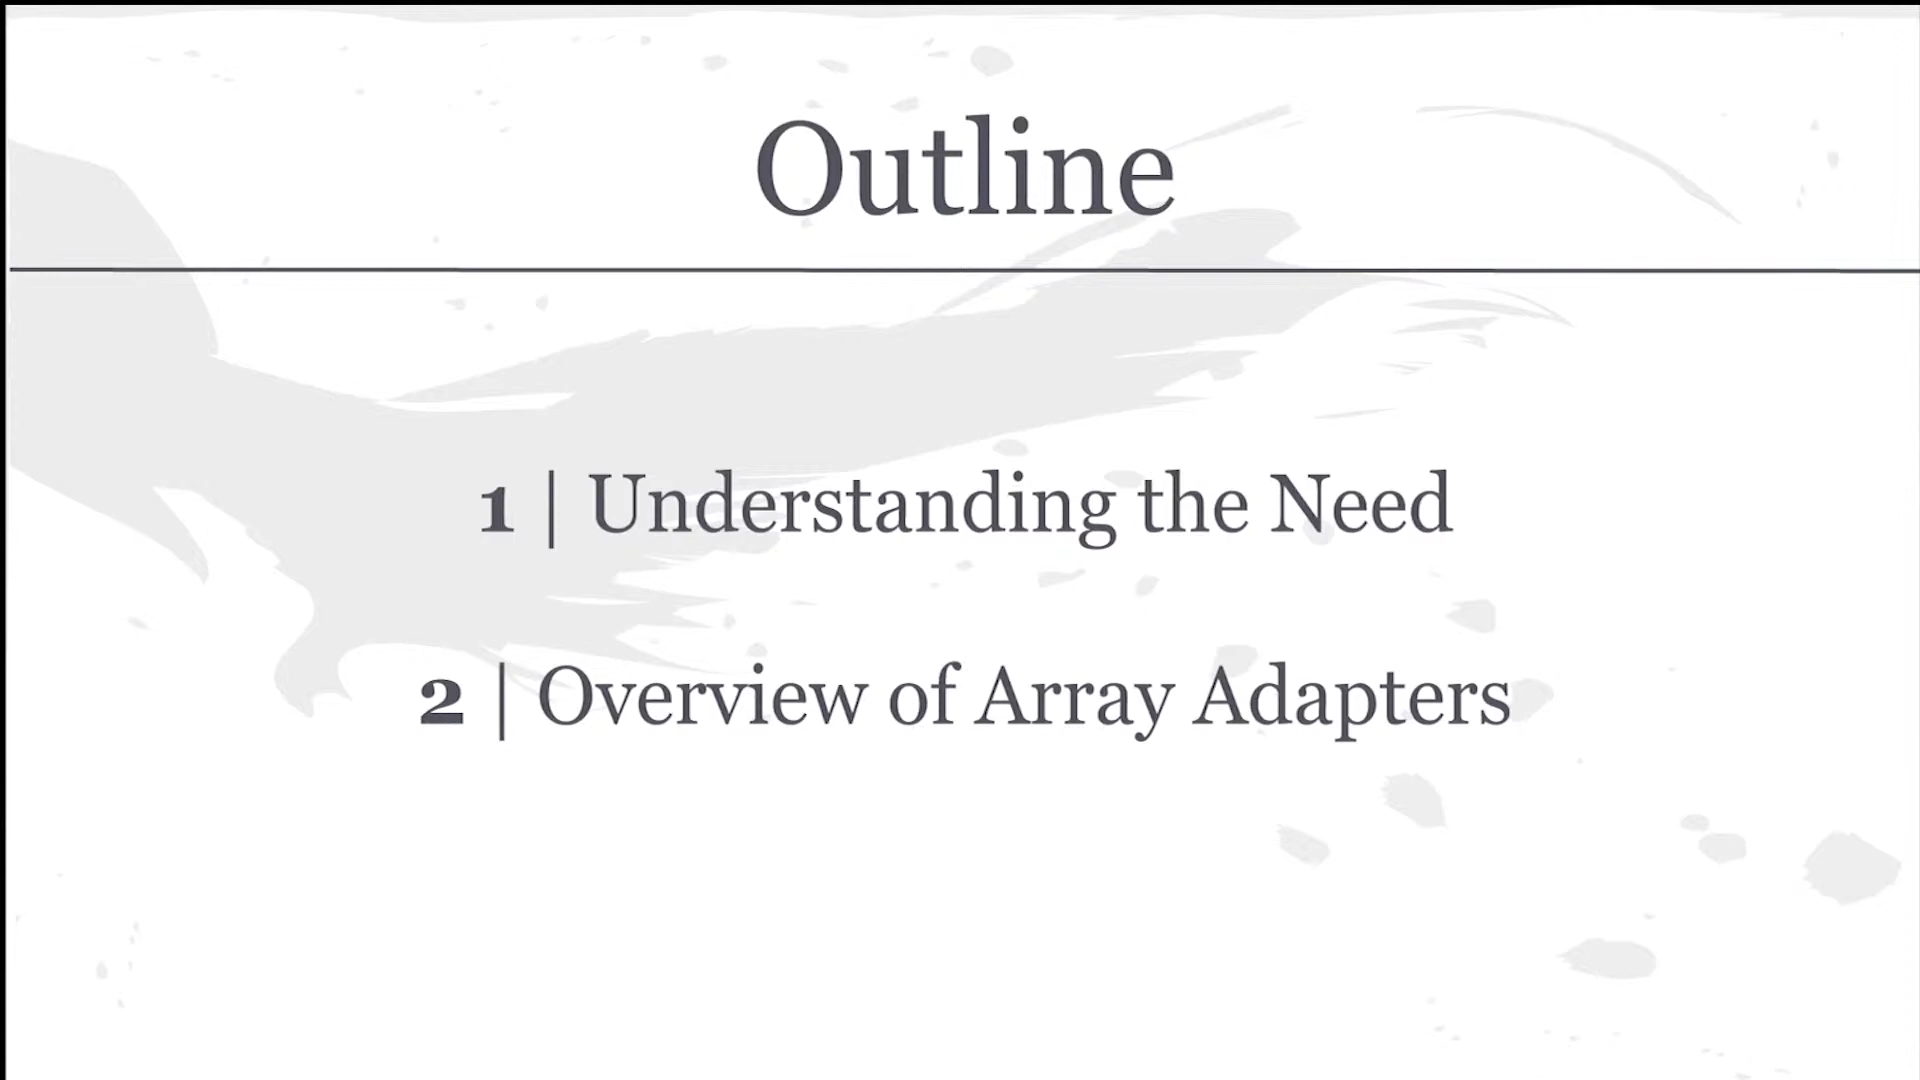 Outline
1 | Understanding the Need
2 | Overview of Array Adapters